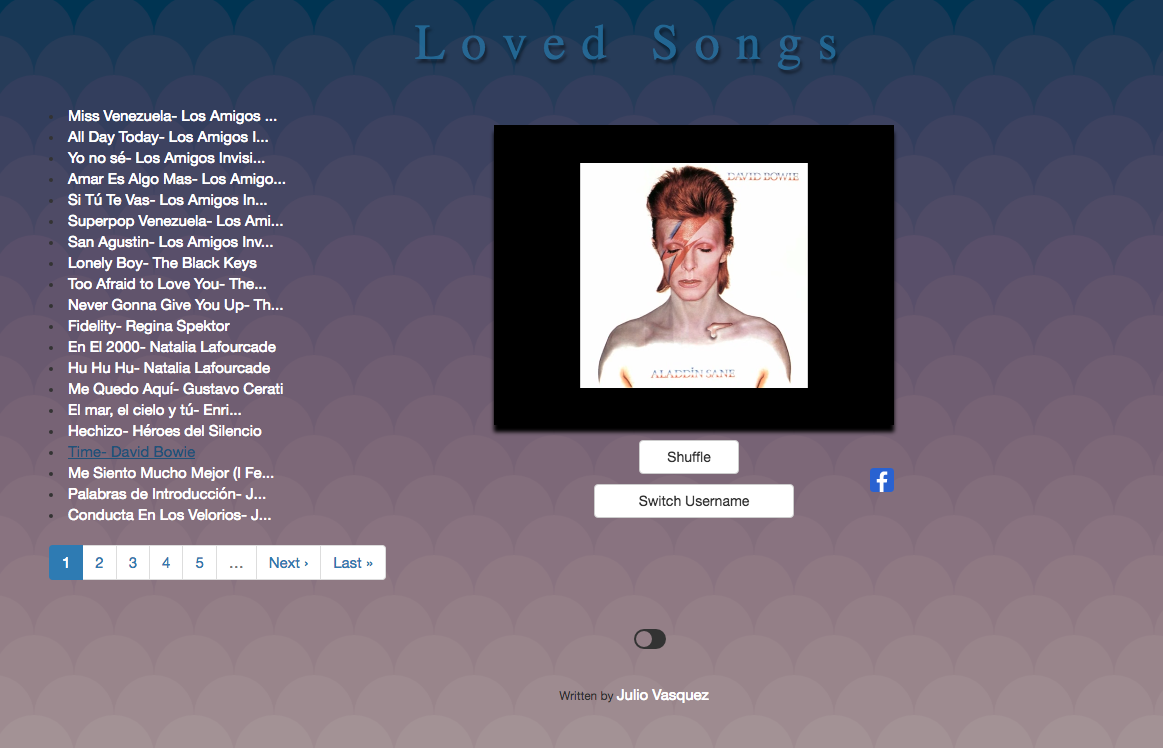 Loved Songs
Miss Venezuela- Los Amigos ...
All Day Today- Los Amigos I...
Yo no sé- Los Amigos Invisi...
Amar Es Algo Mas- Los Amigo...
Si Tú Te Vas- Los Amigos In...
Superpop Venezuela- Los Ami...
San Agustin- Los Amigos Inv...
Lonely Boy- The Black Keys
Too Afraid to Love You- The...
Never Gonna Give You Up- Th...
Fidelity- Regina Spektor
En El 2000- Natalia Lafourcade
Hu Hu Hu- Natalia Lafourcade
Me Quedo Aquí- Gustavo Cerati
El mar, el cielo y tú- Enri...
Hechizo- Héroes del Silencio
Time- David Bowie
Me Siento Mucho Mejor (I Fe...
Palabras de Introducción- J...
Conducta En Los Velorios- J...
1 2 3 4 5 ... Next › Last »
DAVID BOWIE
ALADDIN SANE
Shuffle
Switch Username
f
Written by Julio Vasquez